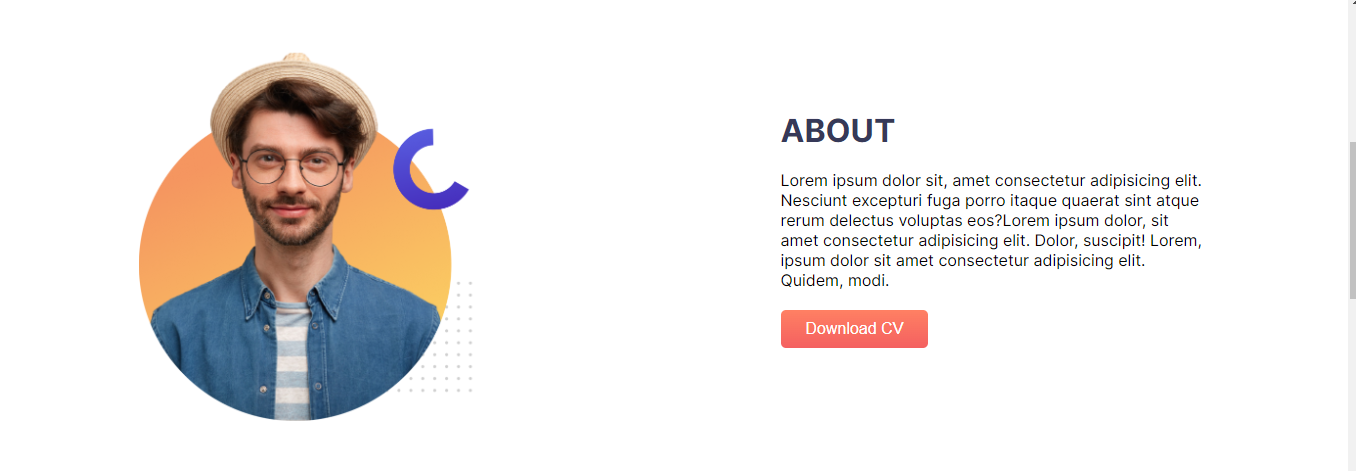 ABOUT
Lorem ipsum dolor sit, amet consectetur adipisicing elit.
Nesciunt excepturi fuga porro itaque quaerat sint atque
rerum delectus voluptas eos?Lorem ipsum dolor, sit
amet consectetur adipisicing elit. Dolor, suscipit! Lorem,
ipsum dolor sit amet consectetur adipisicing elit.
Quidem, modi.
Download CV